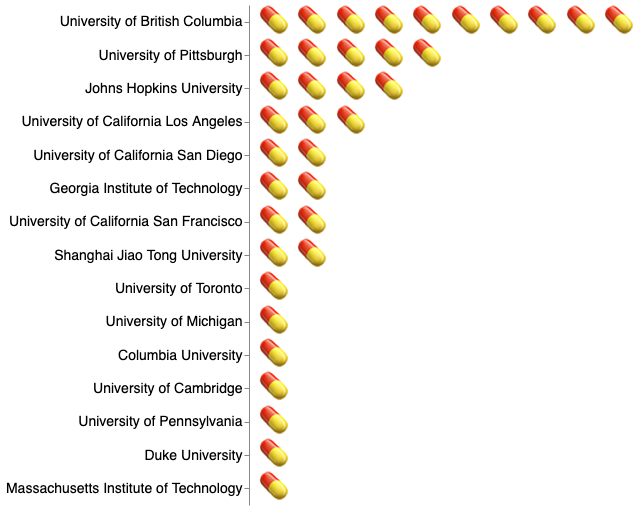 University of British Columbia
University of Pittsburgh
Johns Hopkins University
University of California Los Angeles
University of California San Diego
Georgia Institute of Technology
University of California San Francisco
Shanghai Jiao Tong University
University of Toronto
University of Michigan
Columbia University
University of Cambridge
University of Pennsylvania
Duke University
Massachusetts Institute of Technology